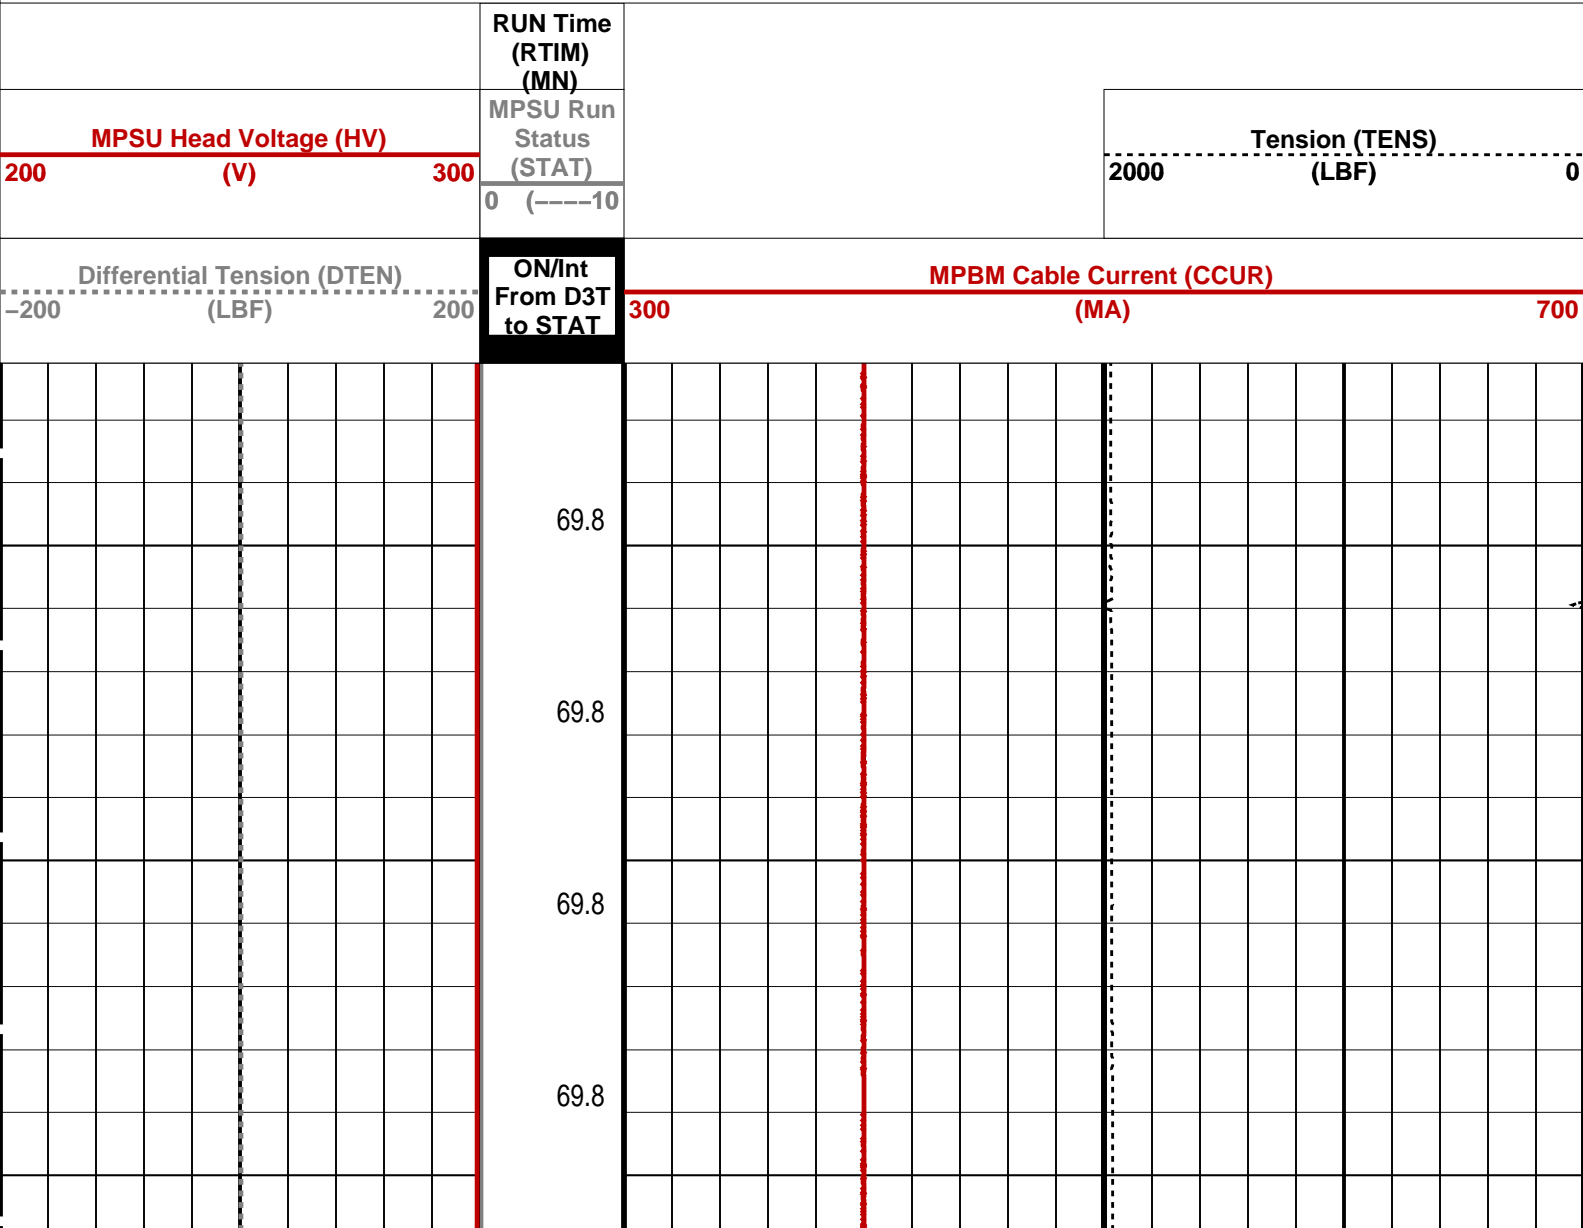 RUN Time
(RTIM)
(MN)
MPSU Head Voltage (HV)
200 (V) 300
MPSU Run
Status
(STAT)
0 (----10
Tension (TENS)
2000 (LBF) 0
Differential Tension (DTEN)
-200 (LBF) 200
ON/Int
From D3T
to STAT
MPBM Cable Current (CCUR)
300 (MA) 700
69.8
69.8
69.8
69.8